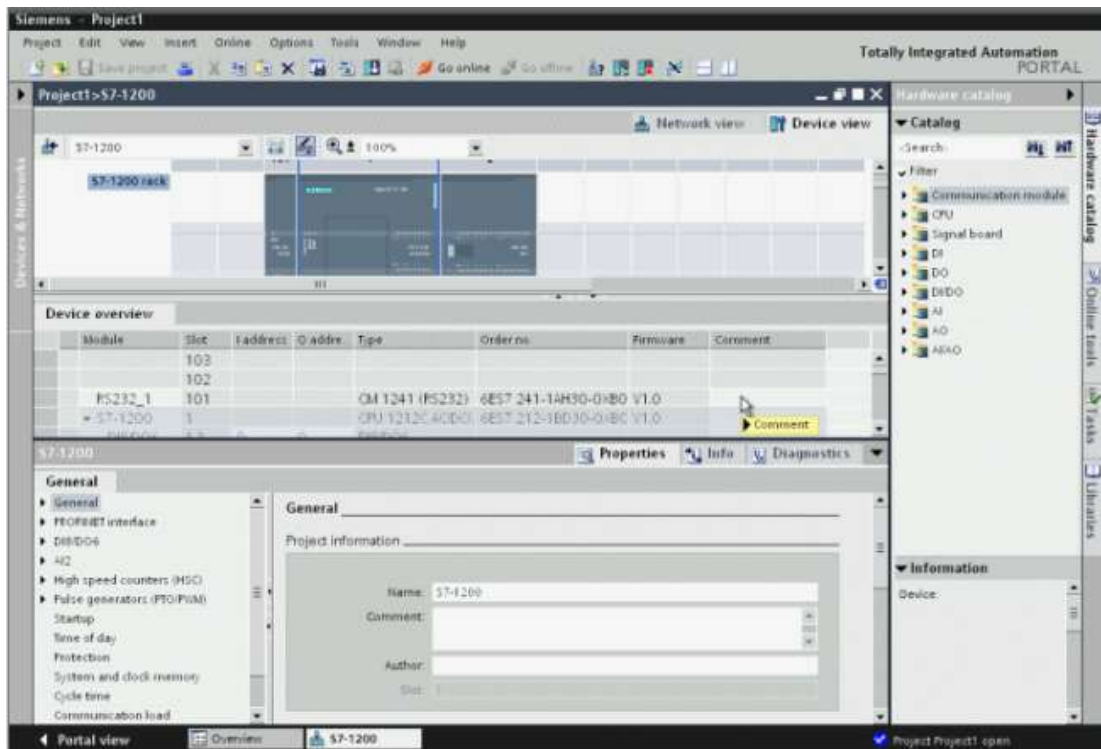 Siemens - Project1
Project Edit View Insert Online Options Tools Window Help
Totally Integrated Automation
PORTAL
Save project Go online Go offline
Project1>S7-1200
Hardware catalog
Network view Device view
Catalog
S7-1200 100%
<Search>
Filter
S7-1200 rack
Communication module
CPU
Signal board
DI
DO
DI/DO
AI
AO
AI/AO
Devices & Networks
Hardware catalog
Online tools
Tasks
Libraries
Device overview
Module Slot I address Q addre. Type Order no. Firmware Comment
103
102
RS232_1 101 CM 1241 (RS232) 6ES7 241-1AH30-0XB0 V1.0
S7-1200 1 6ES7 212-1BD30-0XB0 V1.0
Comment
S7-1200
Properties Info Diagnostics
General
General
PROFINET interface
DI8/DO6
AI2
High speed counters (HSC)
Pulse generators (PTO/PWM)
Startup
Time of day
Protection
System and clock memory
Cycle time
Communication load
General
Project information
Name: S7-1200
Comment:
Author:
Slot: 1
Information
Device:
Portal view Overview S7-1200
Project Project1 open